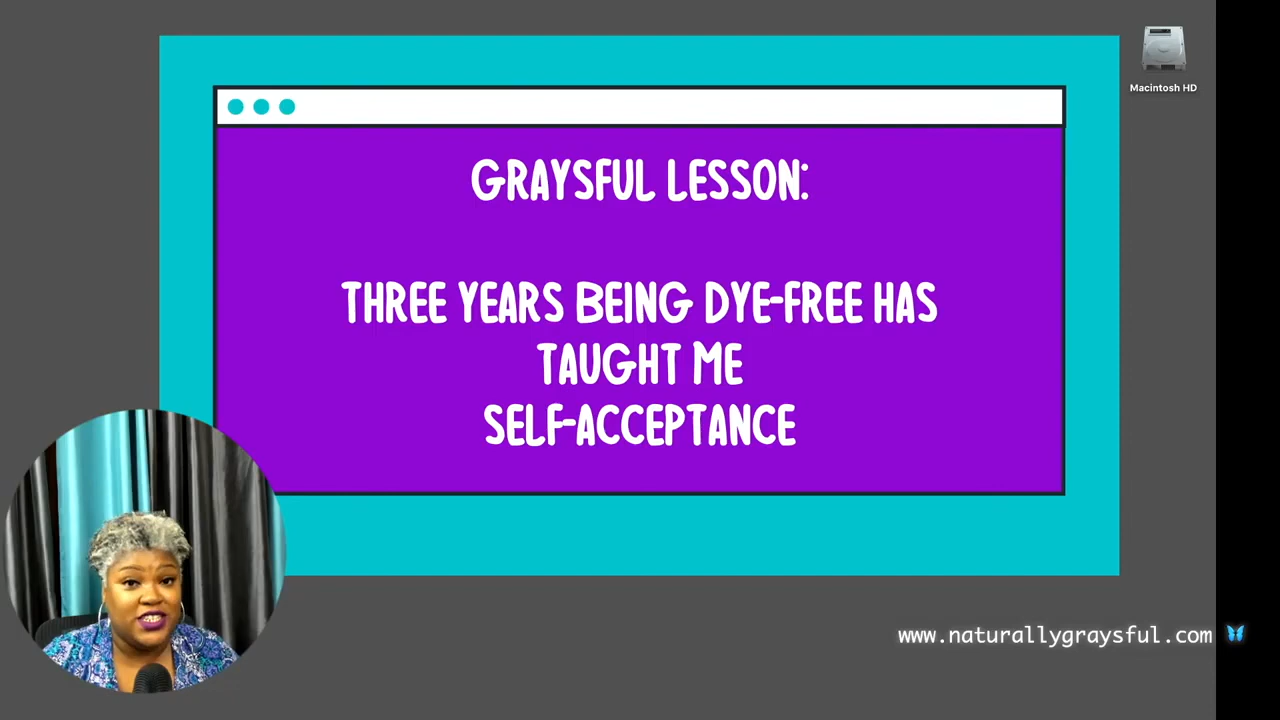 Macintosh HD
GRAYSFUL LESSON:
THREE YEARS BEING DYE-FREE HAS
TAUGHT ME
SELF-ACCEPTANCE
www.naturallygraysful.com